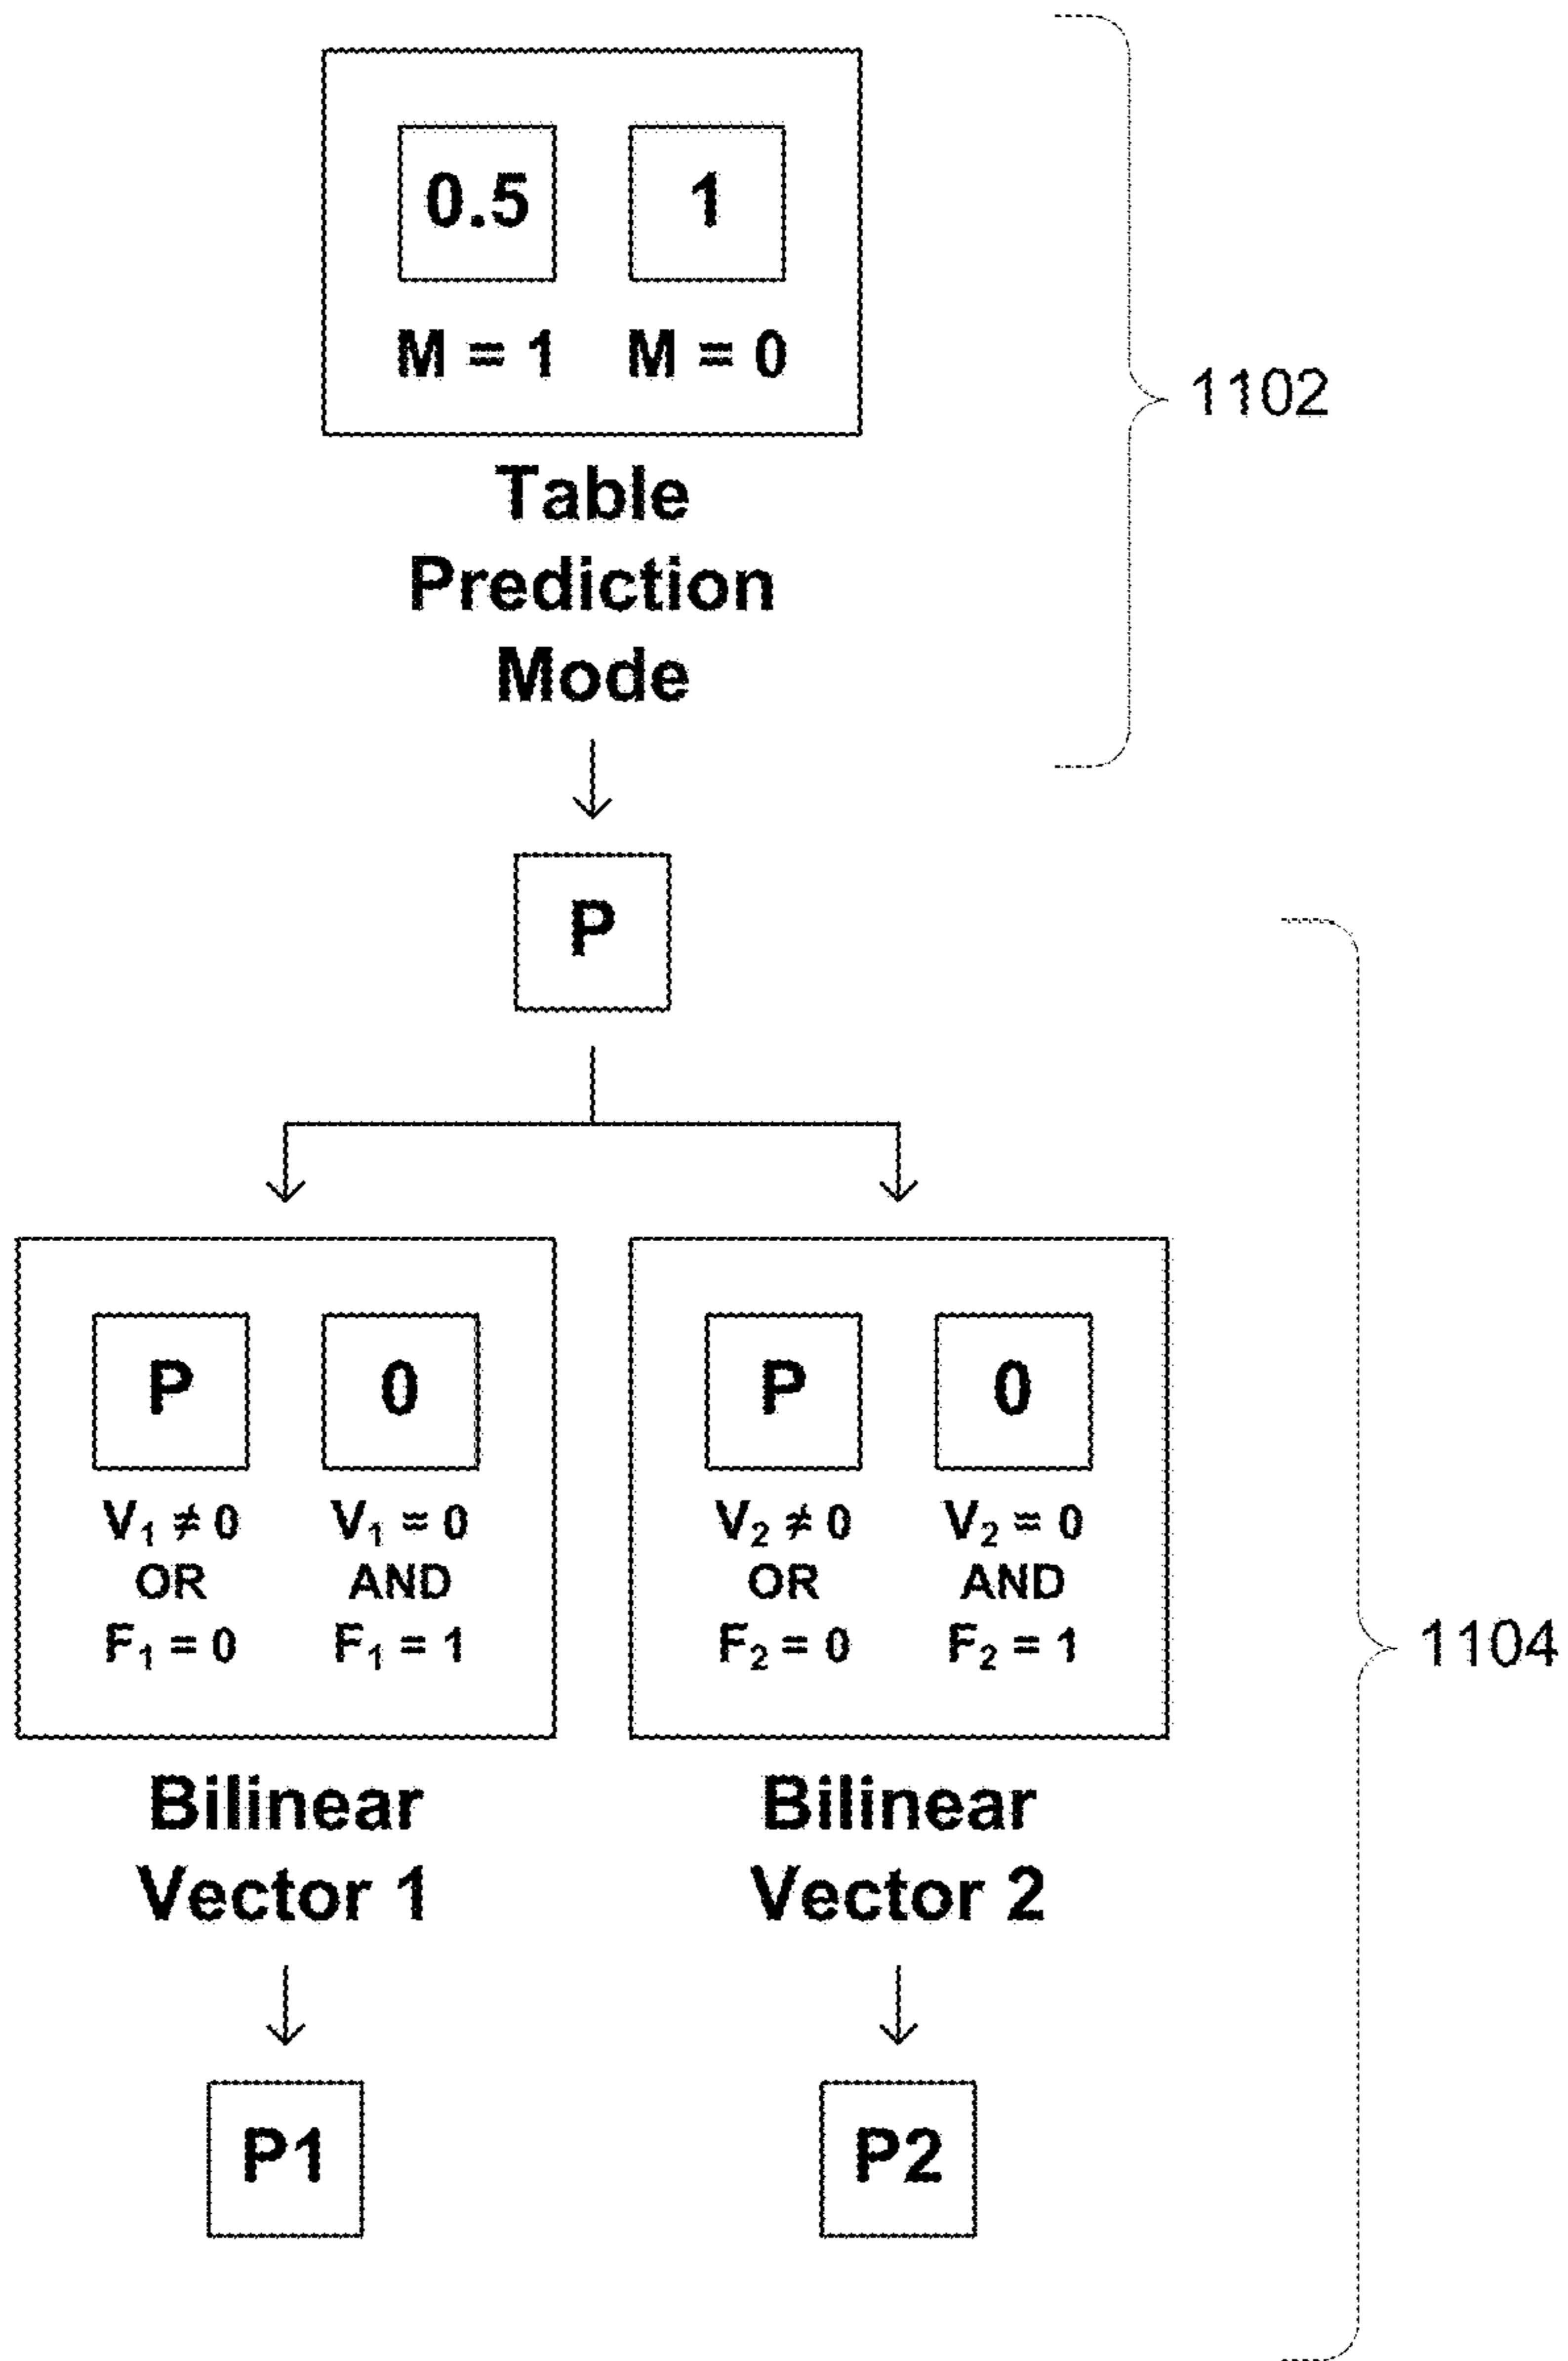 0.5 1
M = 1 M = 0
1102
Table
Prediction
Mode
P
P 0 P 0
V₁ ≠ 0 V₁ = 0 V₂ ≠ 0 V₂ = 0
OR AND OR AND
F₁ = 0 F₁ = 1 F₂ = 0 F₂ = 1
1104
Bilinear Bilinear
Vector 1 Vector 2
P1 P2